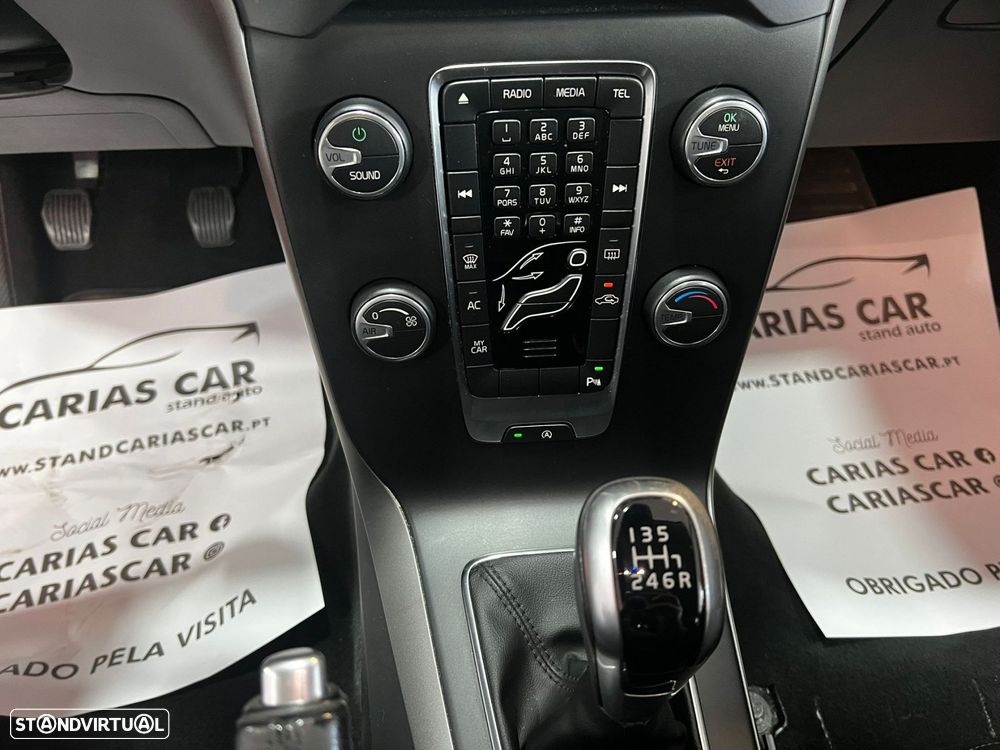 RADIO MEDIA TEL
VOL
SOUND
1
2 ABC
3 DEF
4 GHI
5 JKL
6 MNO
7 PQRS
8 TUV
9 WXYZ
* FAV
0 +
# INFO
OK
MENU
TUNE
EXIT
MAX
AC
MY CAR
0
AIR
TEMP
P
A
1 3 5
2 4 6 R
CARIAS CAR
stand auto
WWW.STANDCARIASCAR.PT
Social Media
CARIAS CAR
CARIASCAR
ADO PELA VISITA
ARIAS CAR
stand auto
www.STANDCARIASCAR.PT
Social Media
CARIAS CAR
CARIASCAR
OBRIGADO P
STANDVIRTUAL